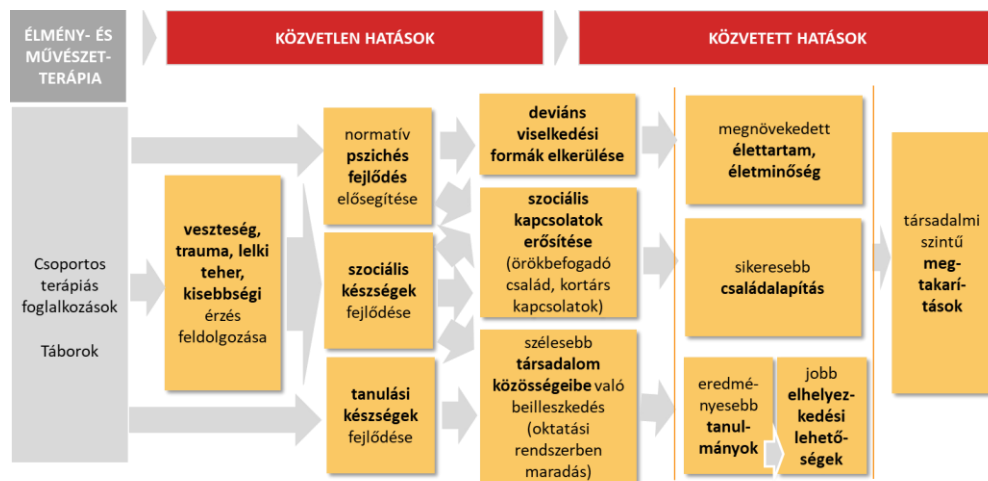 ÉLMÉNY- ÉS
MŰVÉSZET-
TERÁPIA
KÖZVETLEN HATÁSOK
KÖZVETETT HATÁSOK
Csoportos
terápiás
foglalkozások
Táborok
veszteség,
trauma, lelki
teher,
kisebbségi
érzés
feldolgozása
normatív
pszichés
fejlődés
elősegítése
szociális
készségek
fejlődése
tanulási
készségek
fejlődése
deviáns
viselkedési
formák elkerülése
szociális
kapcsolatok
erősítése
(örökbefogadó
család, kortárs
kapcsolatok)
szélesebb
társadalom
közösségeibe való
beilleszkedés
(oktatási
rendszerben
maradás)
megnövekedett
élettartam,
életminőség
sikeresebb
családalapítás
eredmé-
nyesebb
tanul-
mányok
jobb
elhelyez-
kedési
lehető-
ségek
társadalmi
szintű
meg-
takarí-
tások